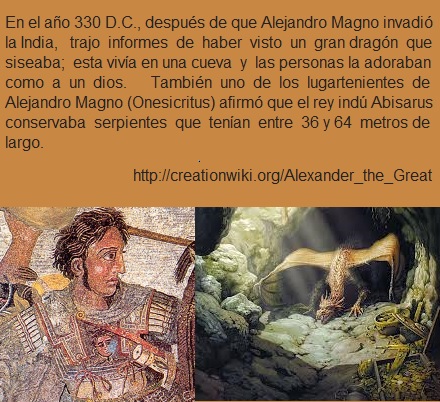 En el año 330 D.C., después de que Alejandro Magno invadió
la India, trajo informes de haber visto un gran dragón que
siseaba; esta vivía en una cueva y las personas la adoraban
como a un dios. También uno de los lugartenientes de
Alejandro Magno (Onesicritus) afirmó que el rey indú Abisarus
conservaba serpientes que tenían entre 36 y 64 metros de
largo.
.
http://creationwiki.org/Alexander_the_Great